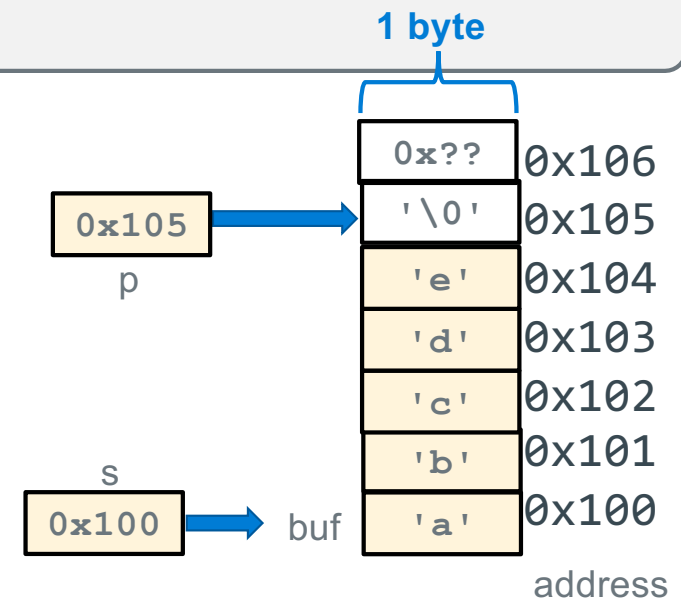 1 byte
0x?? 0x106
0x105 '\0' 0x105
p
'e' 0x104
'd' 0x103
'c' 0x102
s
'b' 0x101
0x100 buf 'a' 0x100
address